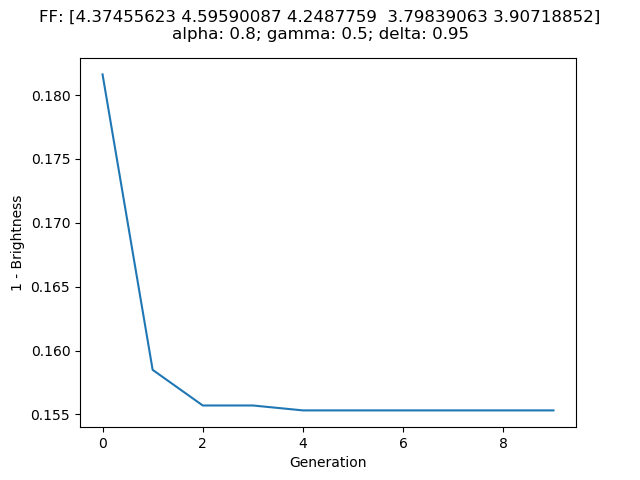 FF: [4.37455623 4.59590087 4.2487759  3.79839063 3.90718852]
alpha: 0.8; gamma: 0.5; delta: 0.95
0.180
0.175
0.170
0.165
0.160
0.155
1 - Brightness
0 2 4 6 8
Generation